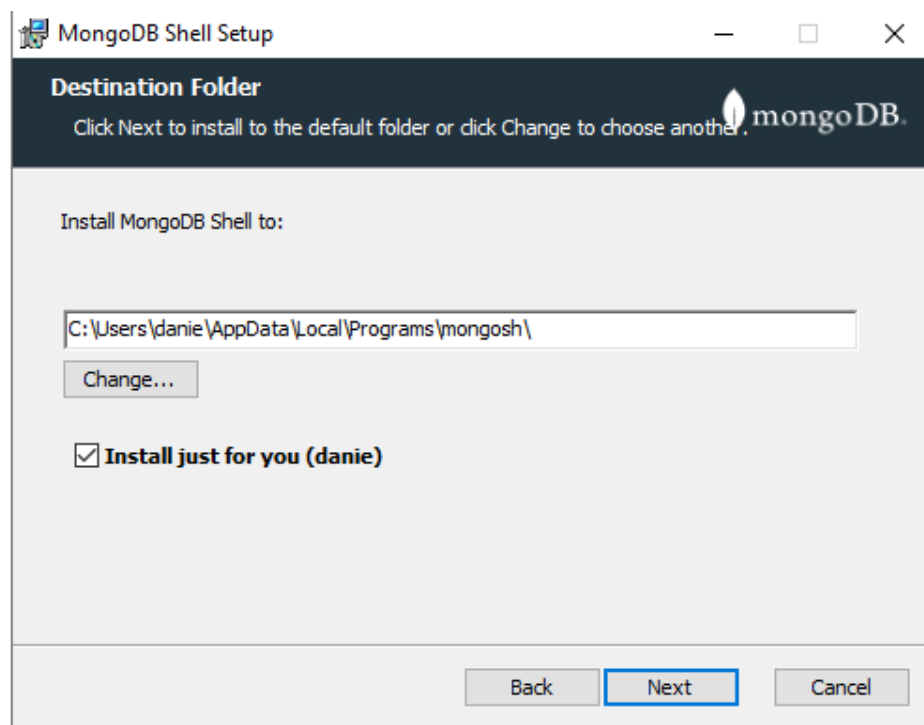 MongoDB Shell Setup
Destination Folder
Click Next to install to the default folder or click Change to choose another.
mongoDB.
Install MongoDB Shell to:
C:\Users\danie\AppData\Local\Programs\mongosh\
Change...
Install just for you (danie)
Back Next Cancel